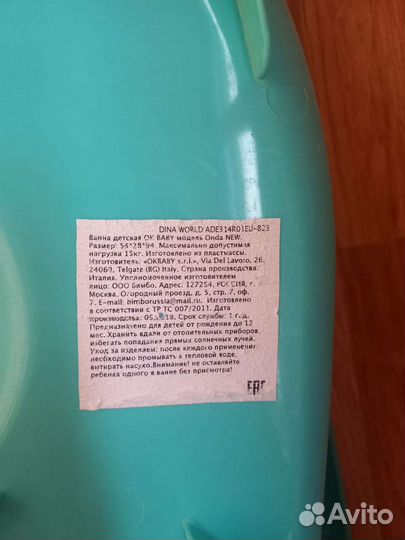 DINA WORLD ADE314R01EU-823
Ванна детская OK BABY модель Onda NEW.
Размер: 54*28*94. Максимально допустимая
нагрузка 15кг. Изготовлено из пластмассы.
Изготовитель: «OKBABY s.r.l.», Via Del Lavoro, 26,
24069, Telgate (BG) Italy. Страна производства:
Италия. Уполномоченное изготовителем
лицо: ООО Бимбо. Адрес: 127254, РОССИЯ, г.
Москва, Огородный проезд, д. 5, стр. 7, оф.
7. E-mail: bimborussia@mail.ru. Изготовлено
в соответствии с ТР ТС 007/2011. Дата
производства: 18. Срок службы: 1 год.
Предназначено для детей от рождения до 12
мес. Хранить вдали от отопительных приборов
избегать попадания прямых солнечных лучей.
Уход за изделием: после каждого применения
необходимо промывать в тепловой воде,
вытирать насухо.Внимание! не оставляйте
ребенка одного в ванне без присмотра!
EAC
Avito